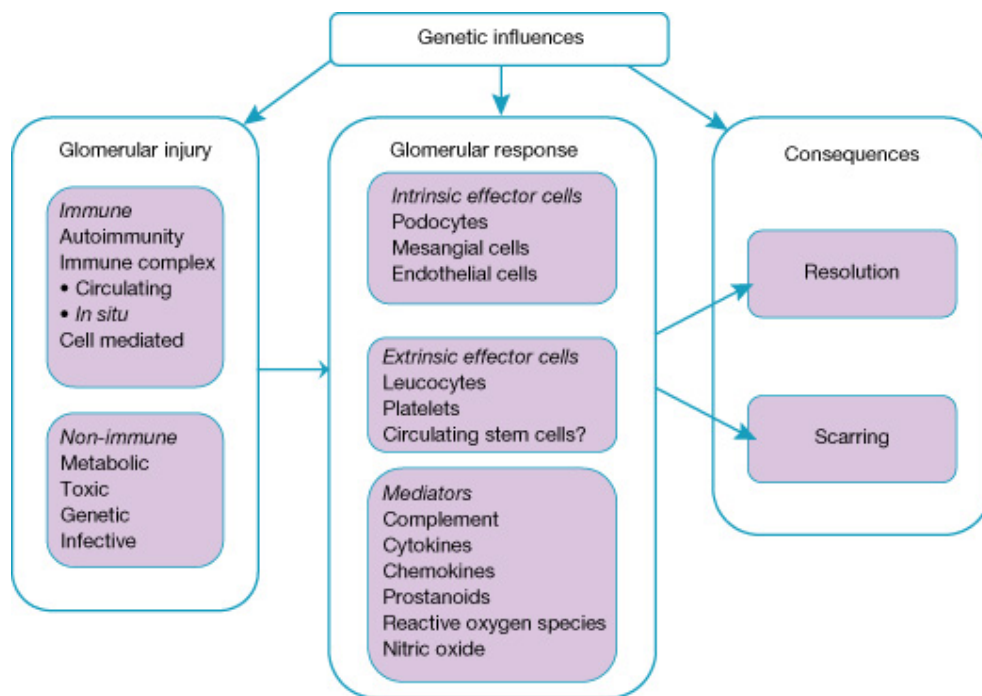 Genetic influences
Glomerular injury
Immune
Autoimmunity
Immune complex
• Circulating
• In situ
Cell mediated
Non-immune
Metabolic
Toxic
Genetic
Infective
Glomerular response
Intrinsic effector cells
Podocytes
Mesangial cells
Endothelial cells
Extrinsic effector cells
Leucocytes
Platelets
Circulating stem cells?
Mediators
Complement
Cytokines
Chemokines
Prostanoids
Reactive oxygen species
Nitric oxide
Consequences
Resolution
Scarring